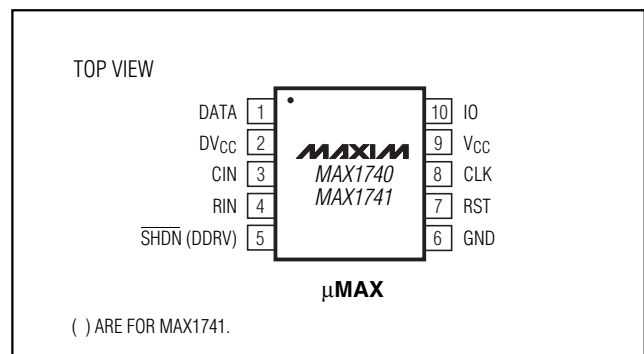 TOP VIEW
DATA 1
DVCC 2
CIN 3
RIN 4
SHDN (DDRV) 5
MAXIM
MAX1740
MAX1741
10 IO
9 VCC
8 CLK
7 RST
6 GND
µMAX
( ) ARE FOR MAX1741.